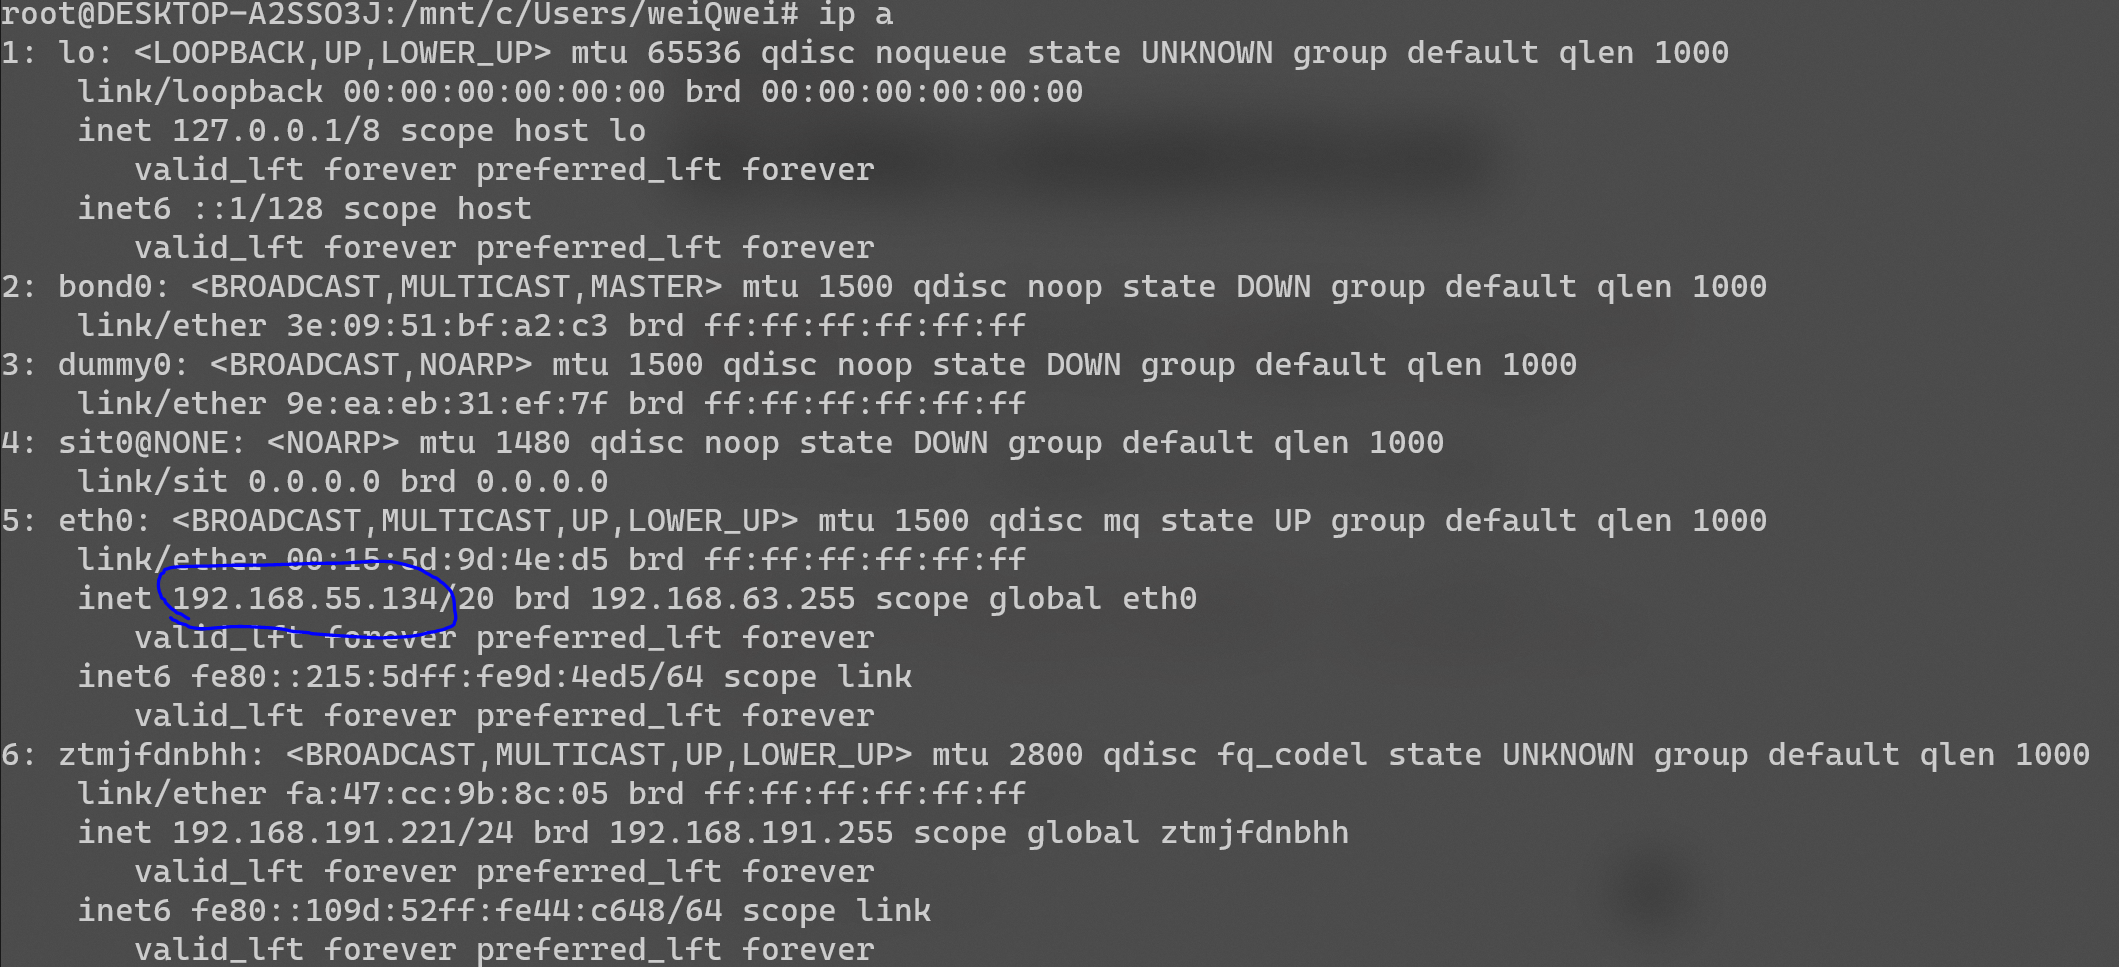 root@DESKTOP-A2SSO3J:/mnt/c/Users/weiQwei# ip a
1: lo: <LOOPBACK,UP,LOWER_UP> mtu 65536 qdisc noqueue state UNKNOWN group default qlen 1000
    link/loopback 00:00:00:00:00:00 brd 00:00:00:00:00:00
    inet 127.0.0.1/8 scope host lo
       valid_lft forever preferred_lft forever
    inet6 ::1/128 scope host
       valid_lft forever preferred_lft forever
2: bond0: <BROADCAST,MULTICAST,MASTER> mtu 1500 qdisc noop state DOWN group default qlen 1000
    link/ether 3e:09:51:bf:a2:c3 brd ff:ff:ff:ff:ff:ff
3: dummy0: <BROADCAST,NOARP> mtu 1500 qdisc noop state DOWN group default qlen 1000
    link/ether 9e:ea:eb:31:ef:7f brd ff:ff:ff:ff:ff:ff
4: sit0@NONE: <NOARP> mtu 1480 qdisc noop state DOWN group default qlen 1000
    link/sit 0.0.0.0 brd 0.0.0.0
5: eth0: <BROADCAST,MULTICAST,UP,LOWER_UP> mtu 1500 qdisc mq state UP group default qlen 1000
    link/ether 00:15:5d:9d:4e:d5 brd ff:ff:ff:ff:ff:ff
    inet 192.168.55.134/20 brd 192.168.63.255 scope global eth0
       valid_lft forever preferred_lft forever
    inet6 fe80::215:5dff:fe9d:4ed5/64 scope link
       valid_lft forever preferred_lft forever
6: ztmjfdnbhh: <BROADCAST,MULTICAST,UP,LOWER_UP> mtu 2800 qdisc fq_codel state UNKNOWN group default qlen 1000
    link/ether fa:47:cc:9b:8c:05 brd ff:ff:ff:ff:ff:ff
    inet 192.168.191.221/24 brd 192.168.191.255 scope global ztmjfdnbhh
       valid_lft forever preferred_lft forever
    inet6 fe80::109d:52ff:fe44:c648/64 scope link
       valid_lft forever preferred_lft forever